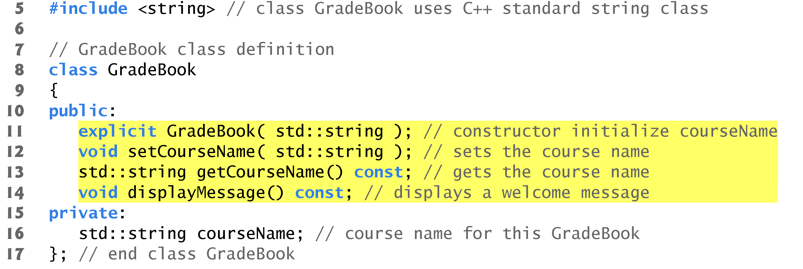 5 #include <string> // class GradeBook uses C++ standard string class
6
7 // GradeBook class definition
8 class GradeBook
9 {
10 public:
11 explicit GradeBook( std::string ); // constructor initialize courseName
12 void setCourseName( std::string ); // sets the course name
13 std::string getCourseName() const; // gets the course name
14 void displayMessage() const; // displays a welcome message
15 private:
16 std::string courseName; // course name for this GradeBook
17 }; // end class GradeBook